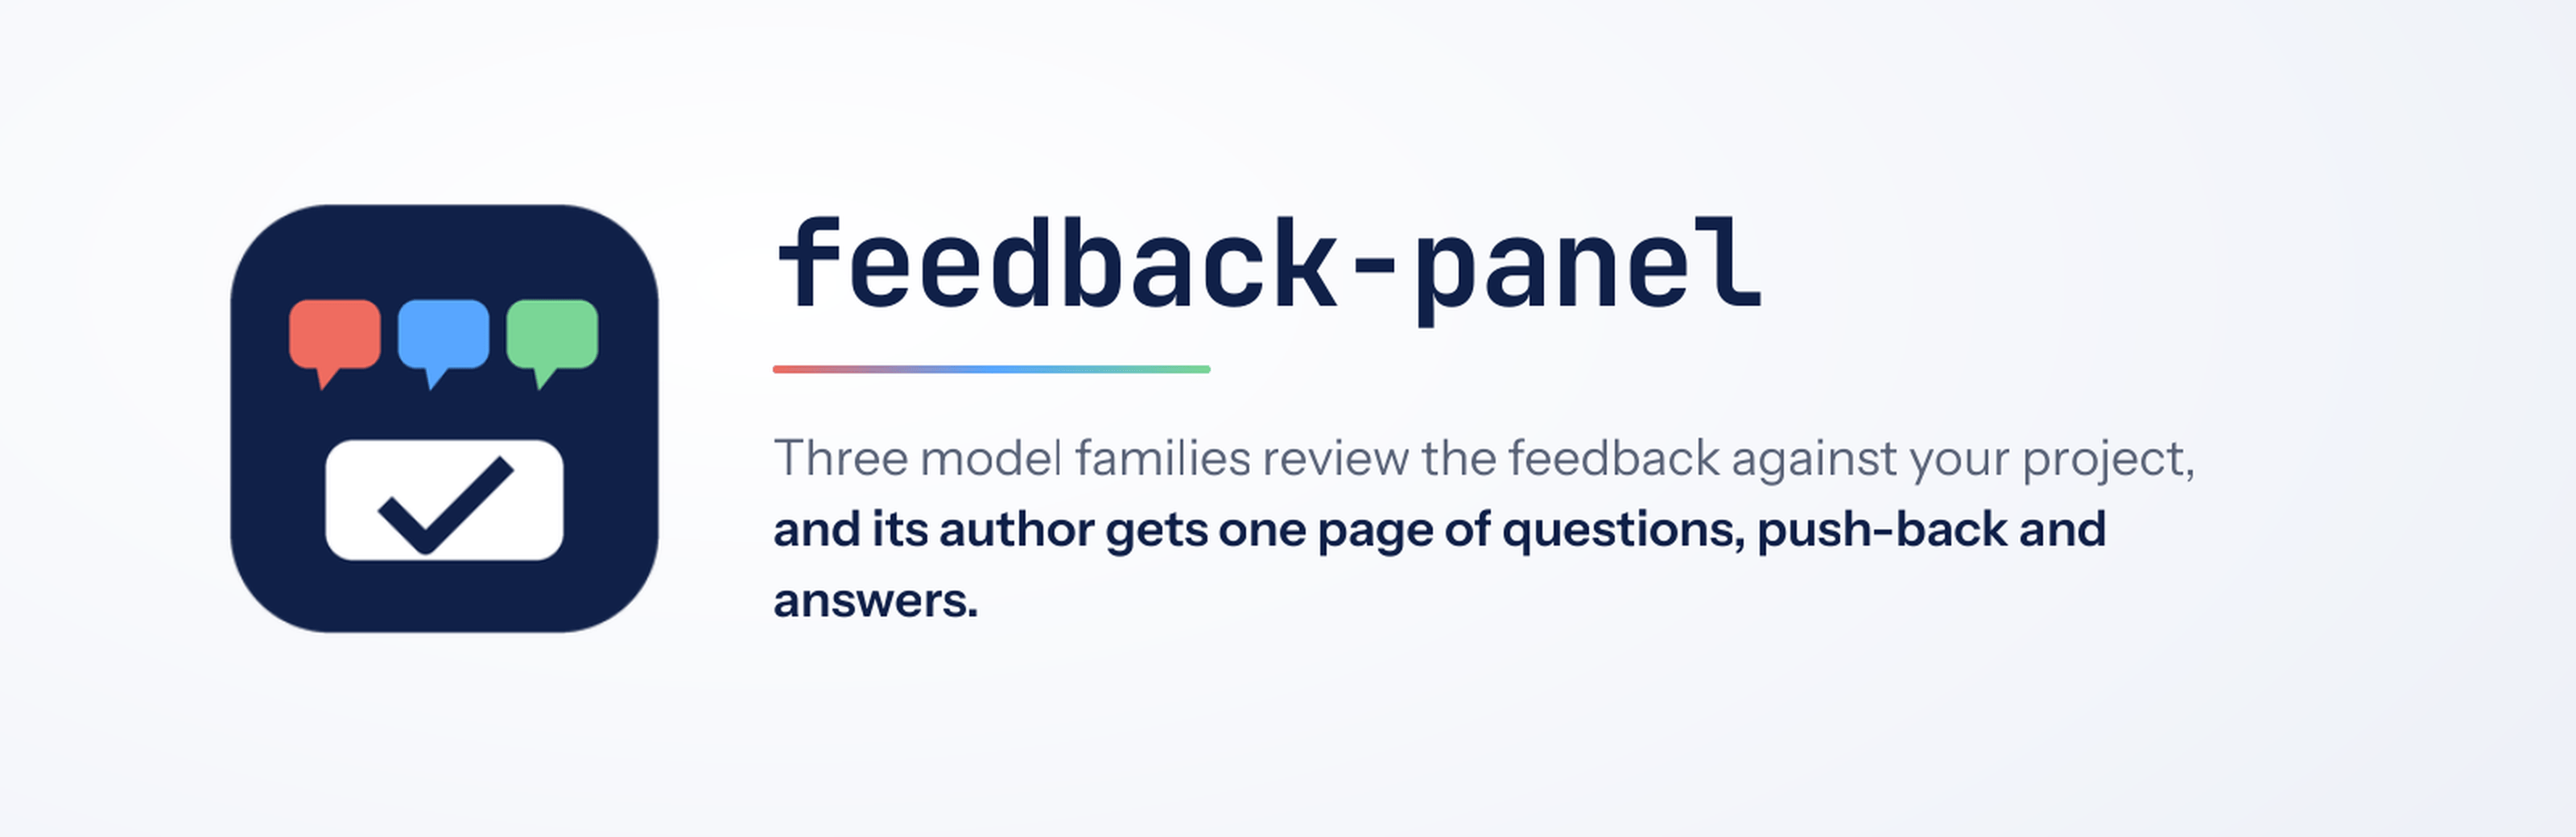 feedback-panel
Three model families review the feedback against your project,
and its author gets one page of questions, push-back and
answers.